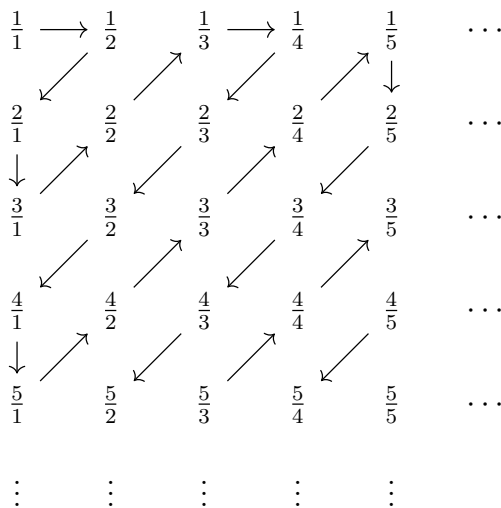 1/1 1/2 1/3 1/4 1/5 ⋯
2/1 2/2 2/3 2/4 2/5 ⋯
3/1 3/2 3/3 3/4 3/5 ⋯
4/1 4/2 4/3 4/4 4/5 ⋯
5/1 5/2 5/3 5/4 5/5 ⋯
⋮ ⋮ ⋮ ⋮ ⋮